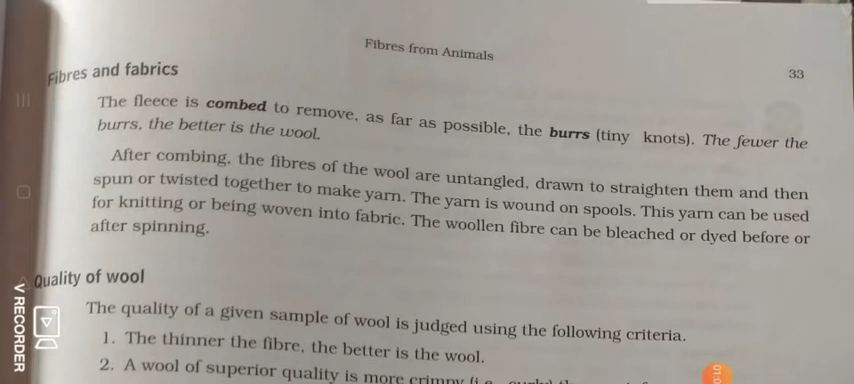 Fibres from Animals
33
Fibres and fabrics
The fleece is combed to remove, as far as possible, the burrs (tiny knots). The fewer the
burrs, the better is the wool.
After combing, the fibres of the wool are untangled, drawn to straighten them and then
spun or twisted together to make yarn. The yarn is wound on spools. This yarn can be used
for knitting or being woven into fabric. The woollen fibre can be bleached or dyed before or
after spinning.
Quality of wool
The quality of a given sample of wool is judged using the following criteria.
1. The thinner the fibre, the better is the wool.
2. A wool of superior quality is more crimpy (i.e.
V RECORDER